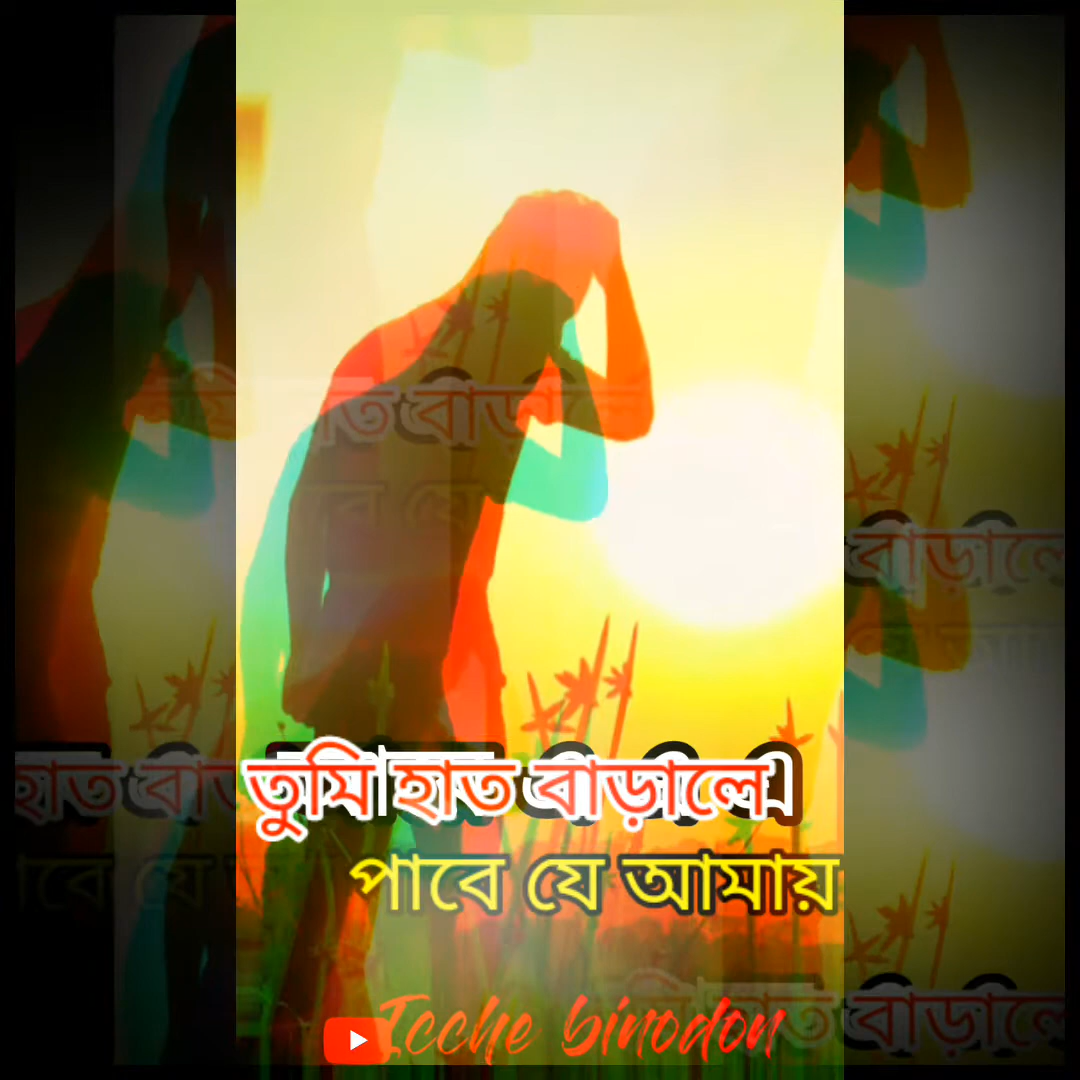 তুমি হাত বাড়ালে
পাবে যে আমায়
Icche binodon